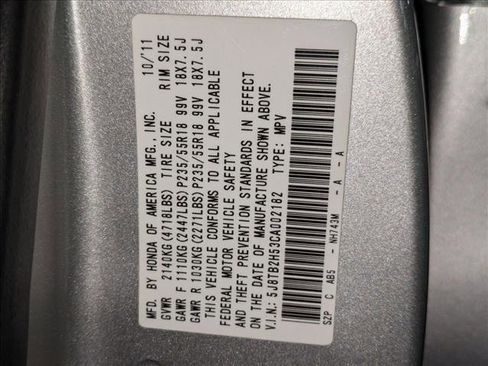 MFD. BY HONDA OF AMERICA MFG., INC. 10/11
GVWR 2140KG(4718LBS) TIRE SIZE RIM SIZE
GAWR F 1110KG(2447LBS)P235/55R18 99V 18X7.5J
GAWR R 1030KG(2271LBS)P235/55R18 99V 18X7.5J
THIS VEHICLE CONFORMS TO ALL APPLICABLE
FEDERAL MOTOR VEHICLE SAFETY
AND THEFT PREVENTION STANDARDS IN EFFECT
ON THE DATE OF MANUFACTURE SHOWN ABOVE.
V.I.N.: 5J8TB2H53CA002182 TYPE: MPV
SZP C AB5 - NH743M - A - A